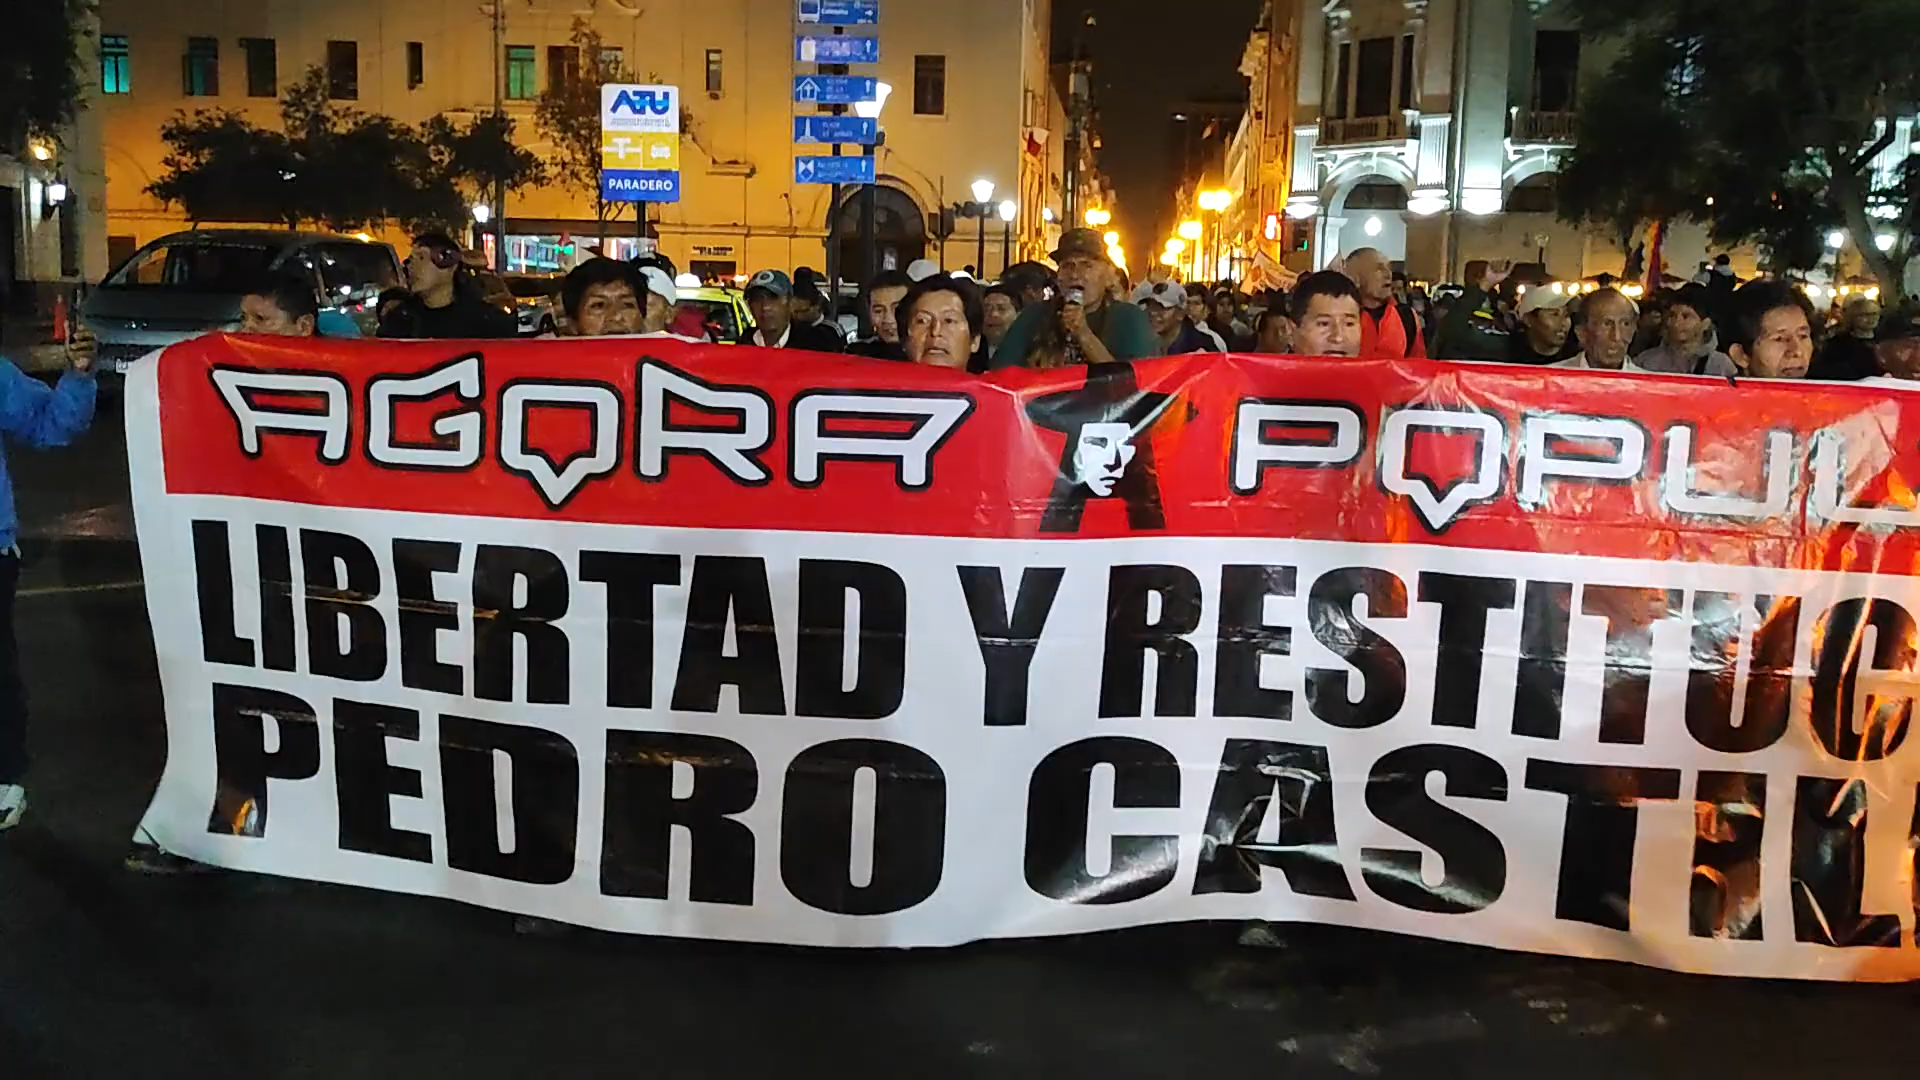 ATU
PARADERO
AGORA POPUL
LIBERTAD Y RESTITUC
PEDRO CASTIL